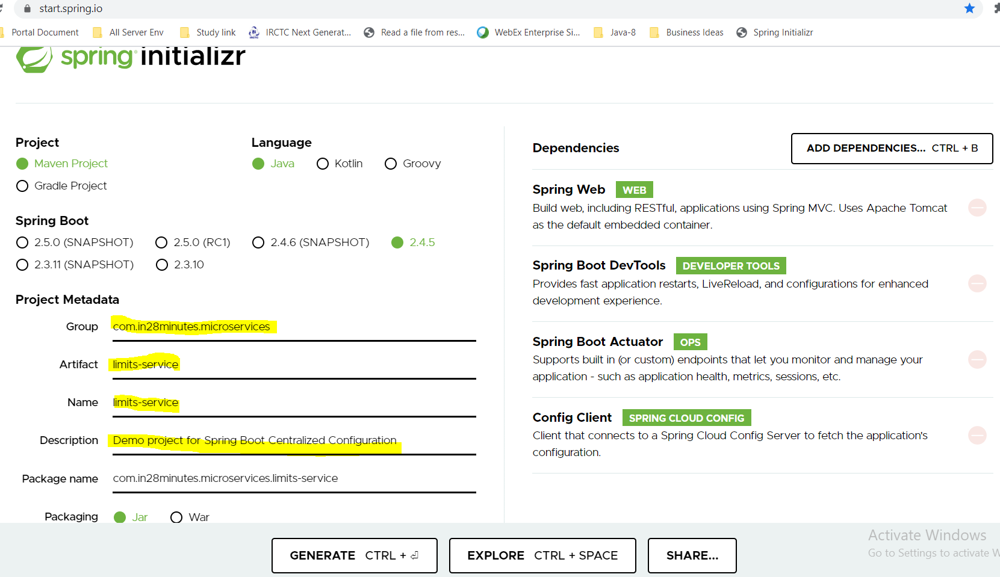 start.spring.io
Portal Document All Server Env Study link IRCTC Next Generat... Read a file from res... WebEx Enterprise Si... Java-8 Business Ideas Spring Initializr
spring initializr
Project
Maven Project
Gradle Project
Language
Java Kotlin Groovy
Spring Boot
2.5.0 (SNAPSHOT) 2.5.0 (RC1) 2.4.6 (SNAPSHOT) 2.4.5
2.3.11 (SNAPSHOT) 2.3.10
Project Metadata
Group com.in28minutes.microservices
Artifact limits-service
Name limits-service
Description Demo project for Spring Boot Centralized Configuration
Package name com.in28minutes.microservices.limits-service
Packaging Jar War
Dependencies ADD DEPENDENCIES... CTRL + B
Spring Web WEB
Build web, including RESTful, applications using Spring MVC. Uses Apache Tomcat
as the default embedded container.
Spring Boot DevTools DEVELOPER TOOLS
Provides fast application restarts, LiveReload, and configurations for enhanced
development experience.
Spring Boot Actuator OPS
Supports built in (or custom) endpoints that let you monitor and manage your
application - such as application health, metrics, sessions, etc.
Config Client SPRING CLOUD CONFIG
Client that connects to a Spring Cloud Config Server to fetch the application's
configuration.
GENERATE CTRL + ⏎ EXPLORE CTRL + SPACE SHARE...
Activate Windows
Go to Settings to activate W